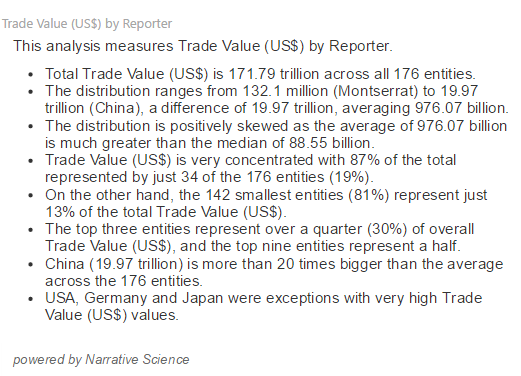 Trade Value (US$) by Reporter
This analysis measures Trade Value (US$) by Reporter.
• Total Trade Value (US$) is 171.79 trillion across all 176 entities.
• The distribution ranges from 132.1 million (Montserrat) to 19.97
trillion (China), a difference of 19.97 trillion, averaging 976.07 billion.
• The distribution is positively skewed as the average of 976.07 billion
is much greater than the median of 88.55 billion.
• Trade Value (US$) is very concentrated with 87% of the total
represented by just 34 of the 176 entities (19%).
• On the other hand, the 142 smallest entities (81%) represent just
13% of the total Trade Value (US$).
• The top three entities represent over a quarter (30%) of overall
Trade Value (US$), and the top nine entities represent a half.
• China (19.97 trillion) is more than 20 times bigger than the average
across the 176 entities.
• USA, Germany and Japan were exceptions with very high Trade
Value (US$) values.
powered by Narrative Science